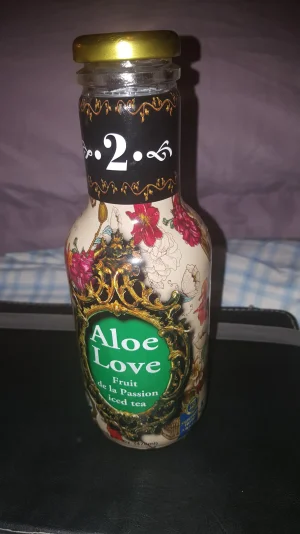 ·2·
Aloe
Love
Fruit
de la Passion
iced tea